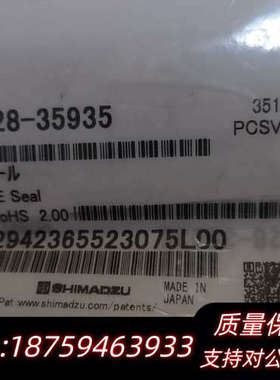 28-35935
351
PCSV
ール
E Seal
oHS 2.00
2942365523075L00
SHIMADZU
MADE IN
JAPAN
Pat. www.shimadzu.com/patents/
质量保
:18759463933
支持对公